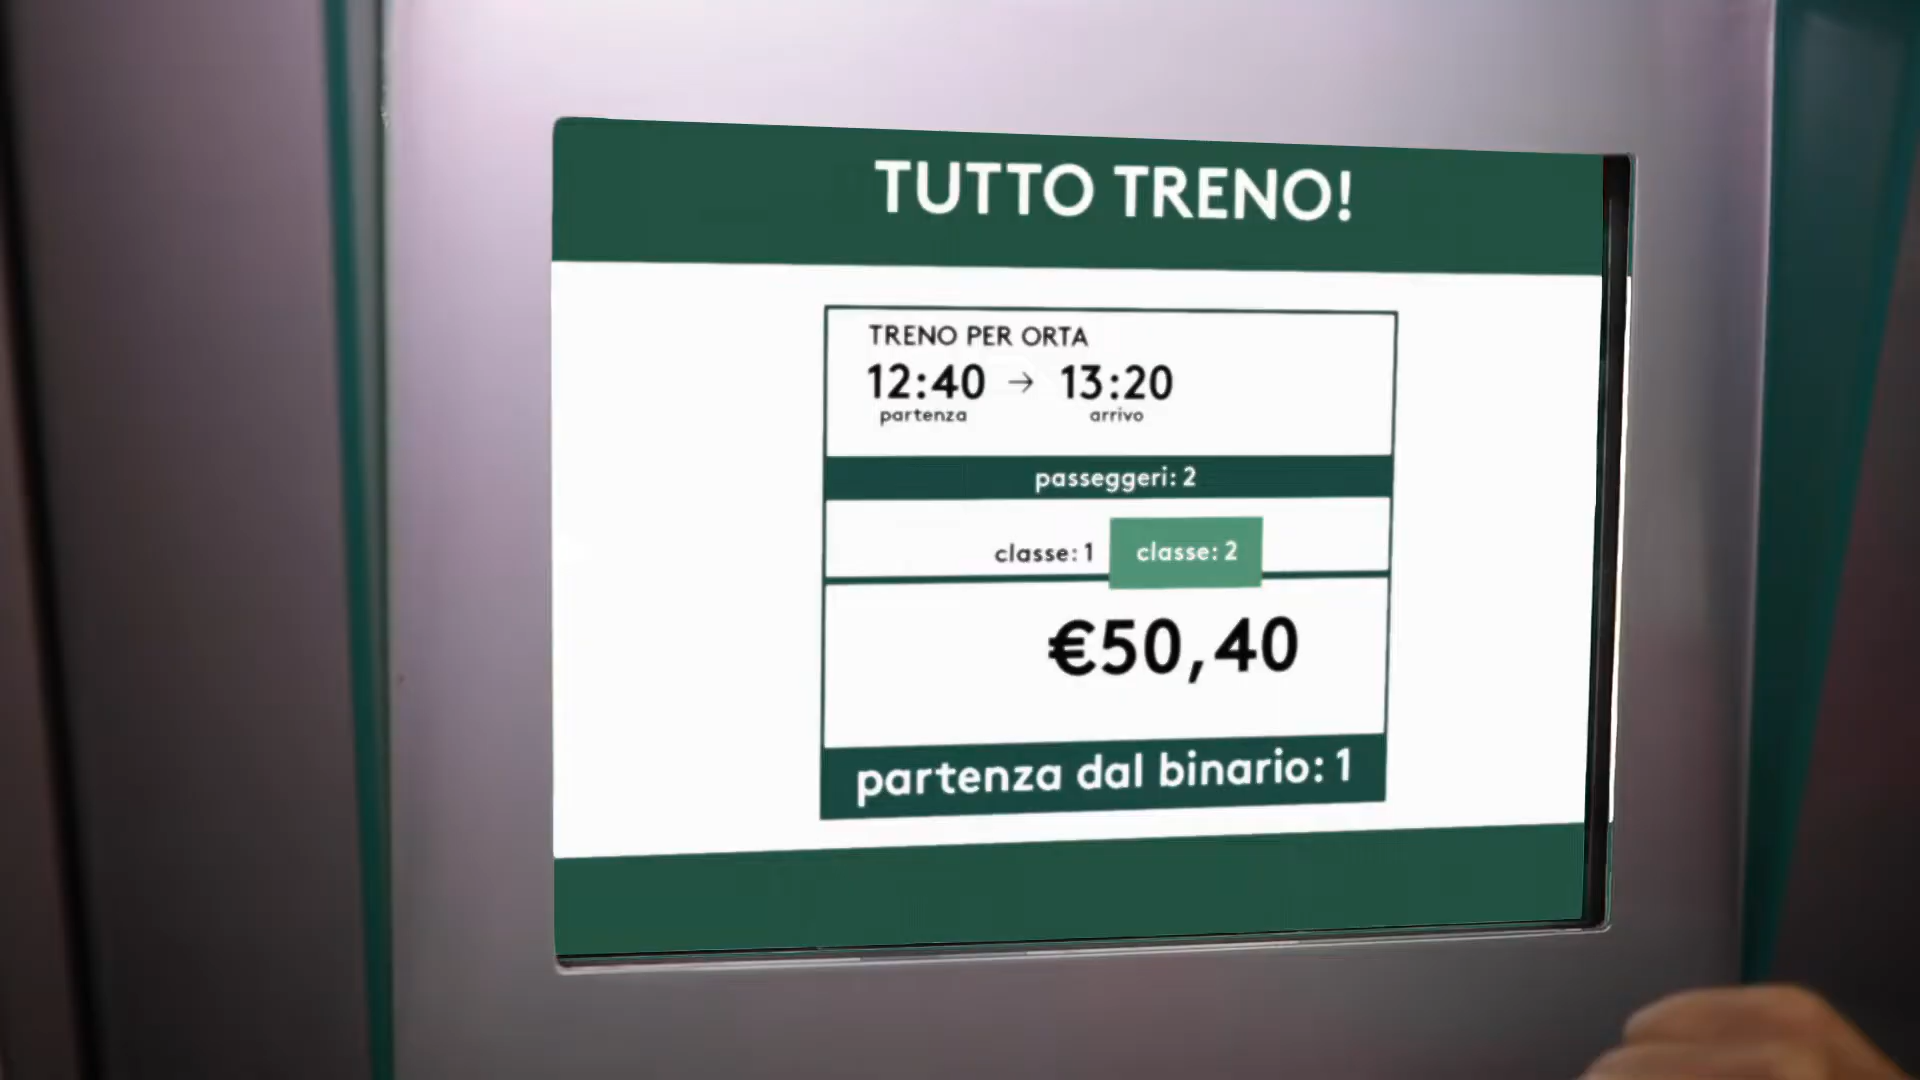 TUTTO TRENO!
TRENO PER ORTA
12:40 → 13:20
partenza arrivo
passeggeri: 2
classe: 1 classe: 2
€50,40
partenza dal binario: 1